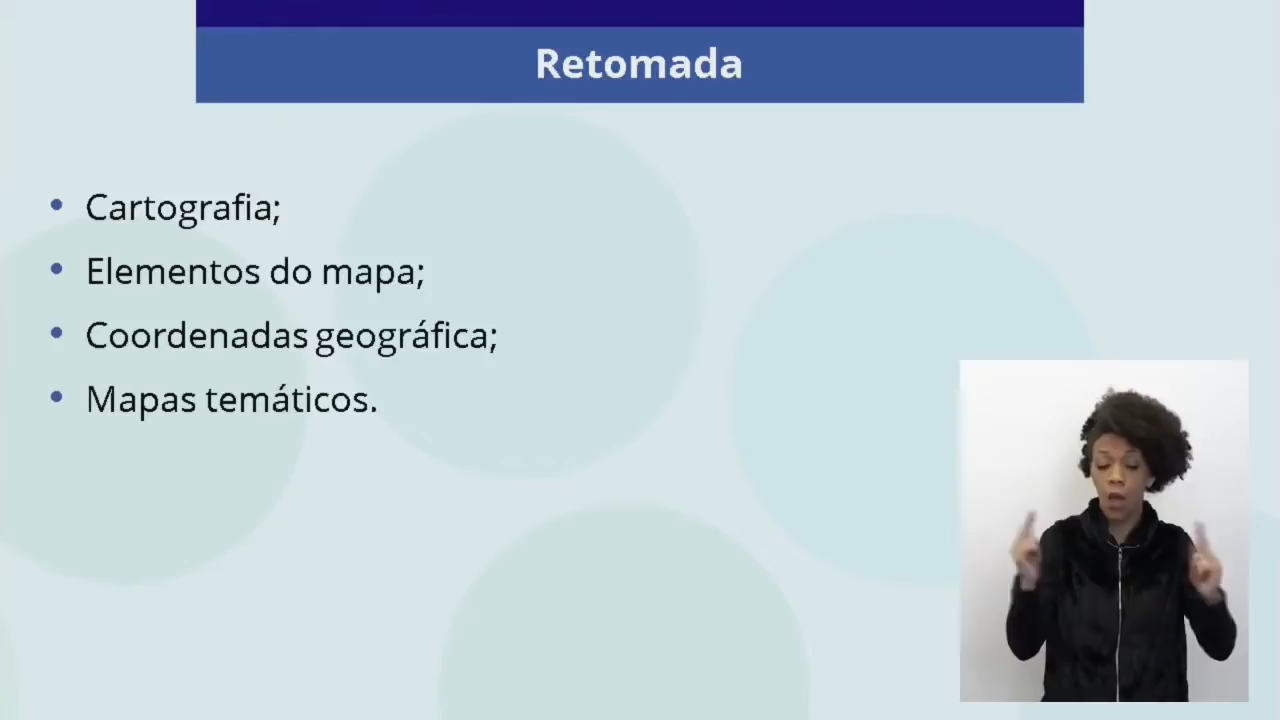 Retomada
• Cartografia;
• Elementos do mapa;
• Coordenadas geográfica;
• Mapas temáticos.